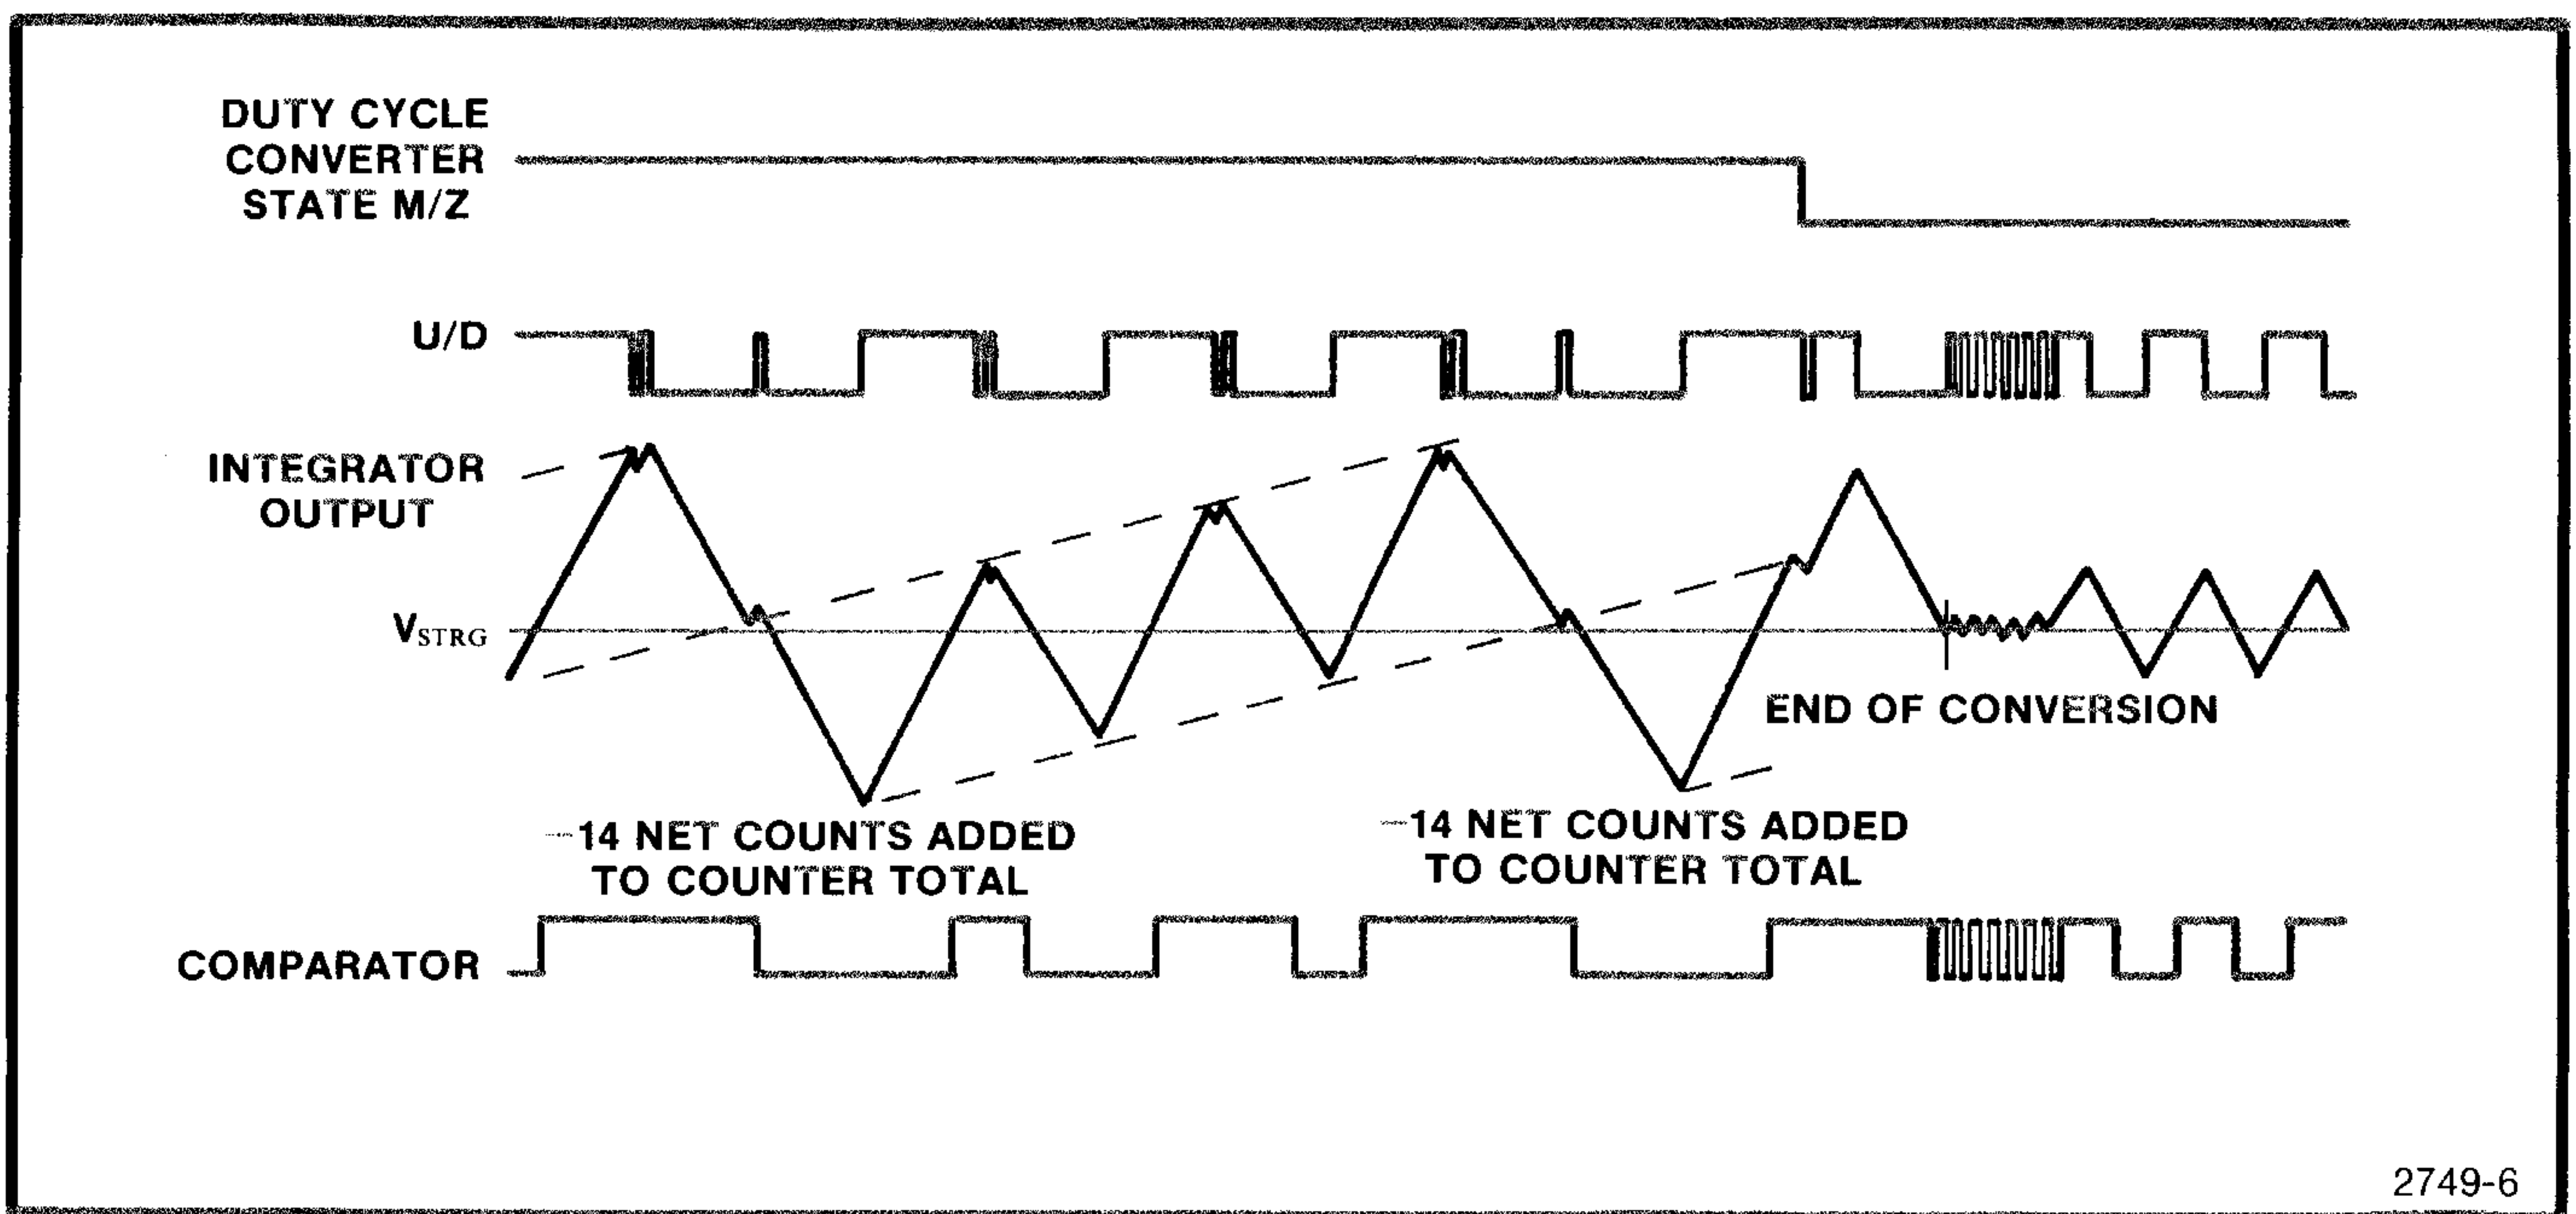 DUTY CYCLE
CONVERTER
STATE M/Z
U/D
INTEGRATOR
OUTPUT
VSTRG
END OF CONVERSION
-14 NET COUNTS ADDED
TO COUNTER TOTAL
-14 NET COUNTS ADDED
TO COUNTER TOTAL
COMPARATOR
2749-6